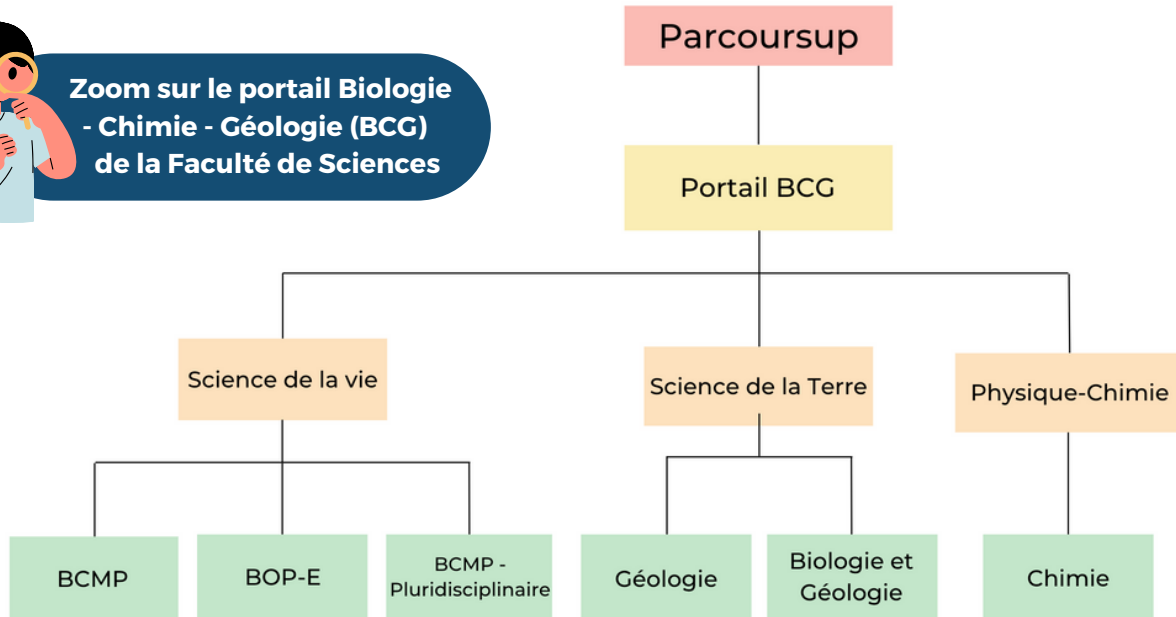 Parcoursup
Zoom sur le portail Biologie
- Chimie - Géologie (BCG)
de la Faculté de Sciences
Portail BCG
Science de la vie
Science de la Terre
Physique-Chimie
BCMP
BOP-E
BCMP -
Pluridisciplinaire
Géologie
Biologie et
Géologie
Chimie